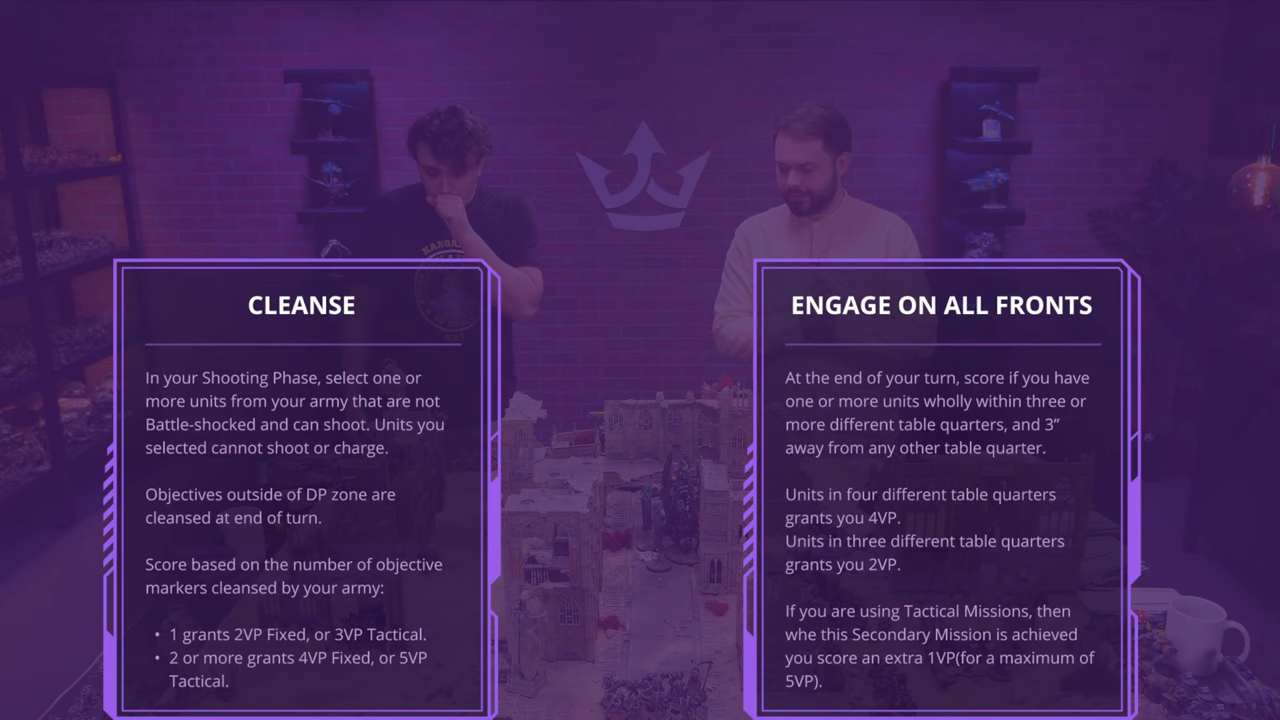 CLEANSE
In your Shooting Phase, select one or
more units from your army that are not
Battle-shocked and can shoot. Units you
selected cannot shoot or charge.
Objectives outside of DP zone are
cleansed at end of turn.
Score based on the number of objective
markers cleansed by your army:
• 1 grants 2VP Fixed, or 3VP Tactical.
• 2 or more grants 4VP Fixed, or 5VP
Tactical.
ENGAGE ON ALL FRONTS
At the end of your turn, score if you have
one or more units wholly within three or
more different table quarters, and 3”
away from any other table quarter.
Units in four different table quarters
grants you 4VP.
Units in three different table quarters
grants you 2VP.
If you are using Tactical Missions, then
whe this Secondary Mission is achieved
you score an extra 1VP(for a maximum of
5VP).